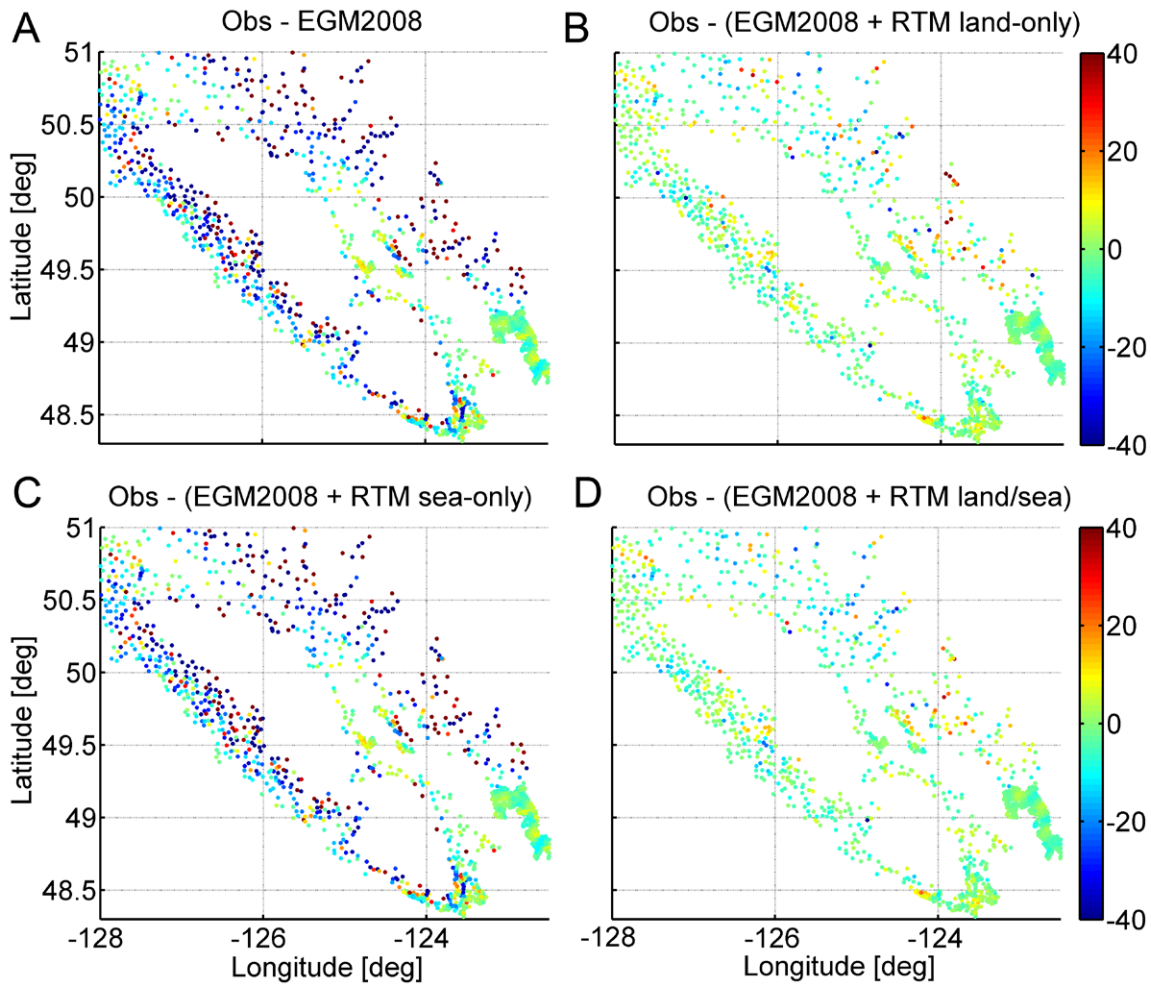 A
Obs - EGM2008
51
50.5
50
49.5
49
48.5
Latitude [deg]
B
Obs - (EGM2008 + RTM land-only)
40
20
0
-20
-40
C
Obs - (EGM2008 + RTM sea-only)
51
50.5
50
49.5
49
48.5
Latitude [deg]
-128
-126
-124
Longitude [deg]
D
Obs - (EGM2008 + RTM land/sea)
40
20
0
-20
-40
-128
-126
-124
Longitude [deg]